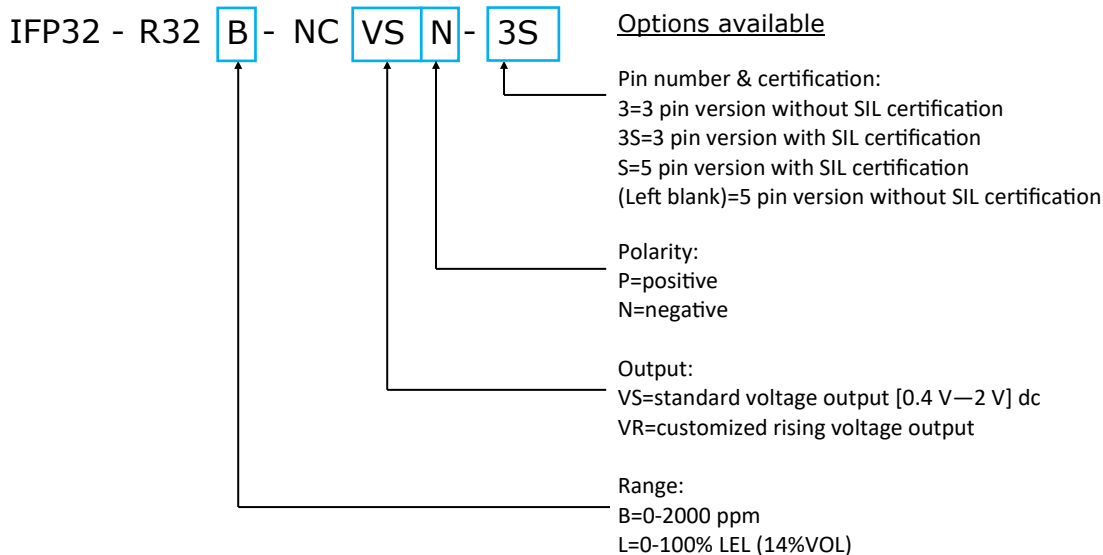 IFP32 - R32 B - NC VS N - 3S
Options available
Pin number & certification:
3=3 pin version without SIL certification
3S=3 pin version with SIL certification
S=5 pin version with SIL certification
(Left blank)=5 pin version without SIL certification
Polarity:
P=positive
N=negative
Output:
VS=standard voltage output [0.4 V—2 V] dc
VR=customized rising voltage output
Range:
B=0-2000 ppm
L=0-100% LEL (14%VOL)